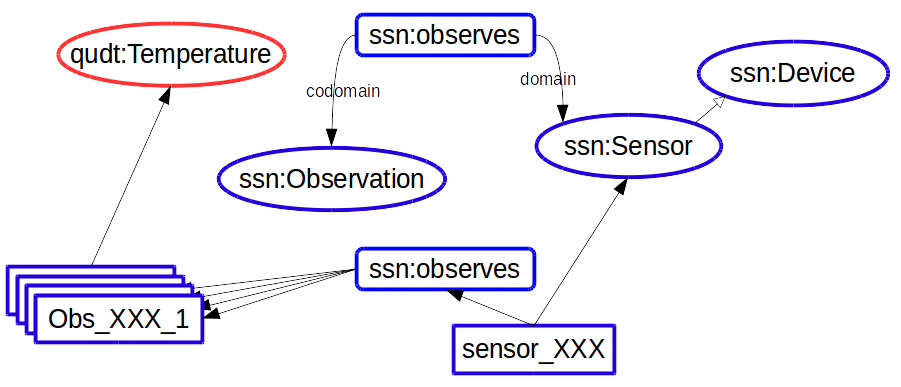 ssn:observes
qudt:Temperature
ssn:Device
codomain
domain
ssn:Sensor
ssn:Observation
ssn:observes
Obs_XXX_1
sensor_XXX